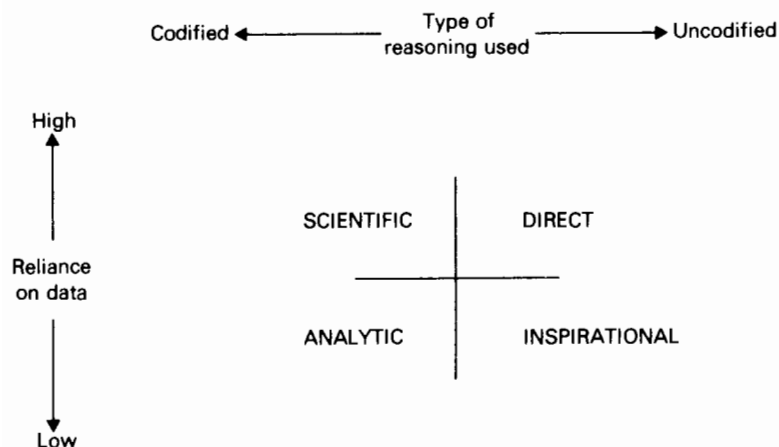 Type of
Codified
Uncodified
reasoning used
High
SCIENTIFIC
DIRECT
Reliance
on data
ANALYTIC
INSPIRATIONAL
Low